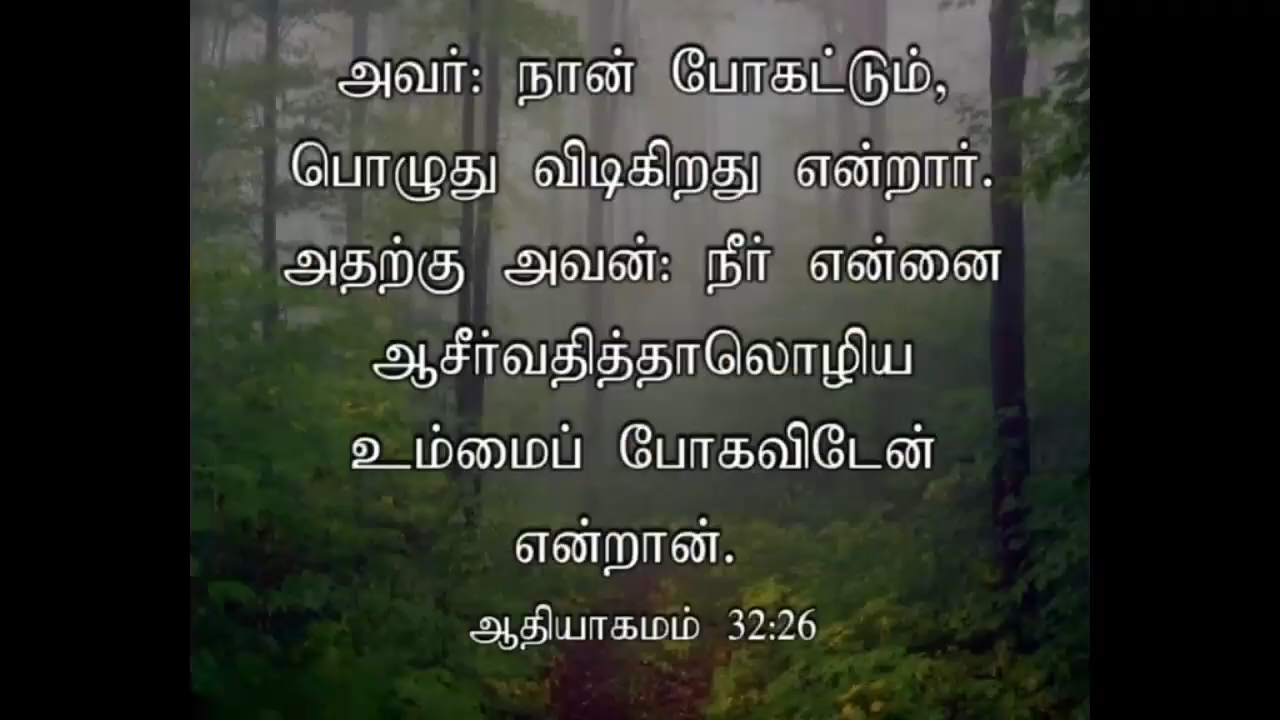 அவர்: நான் போகட்டும்,
பொழுது விடிகிறது என்றார்.
அதற்கு அவன்: நீர் என்னை
ஆசீர்வதித்தாலொழிய
உம்மைப் போகவிடேன்
என்றான்.
ஆதியாகமம் 32:26